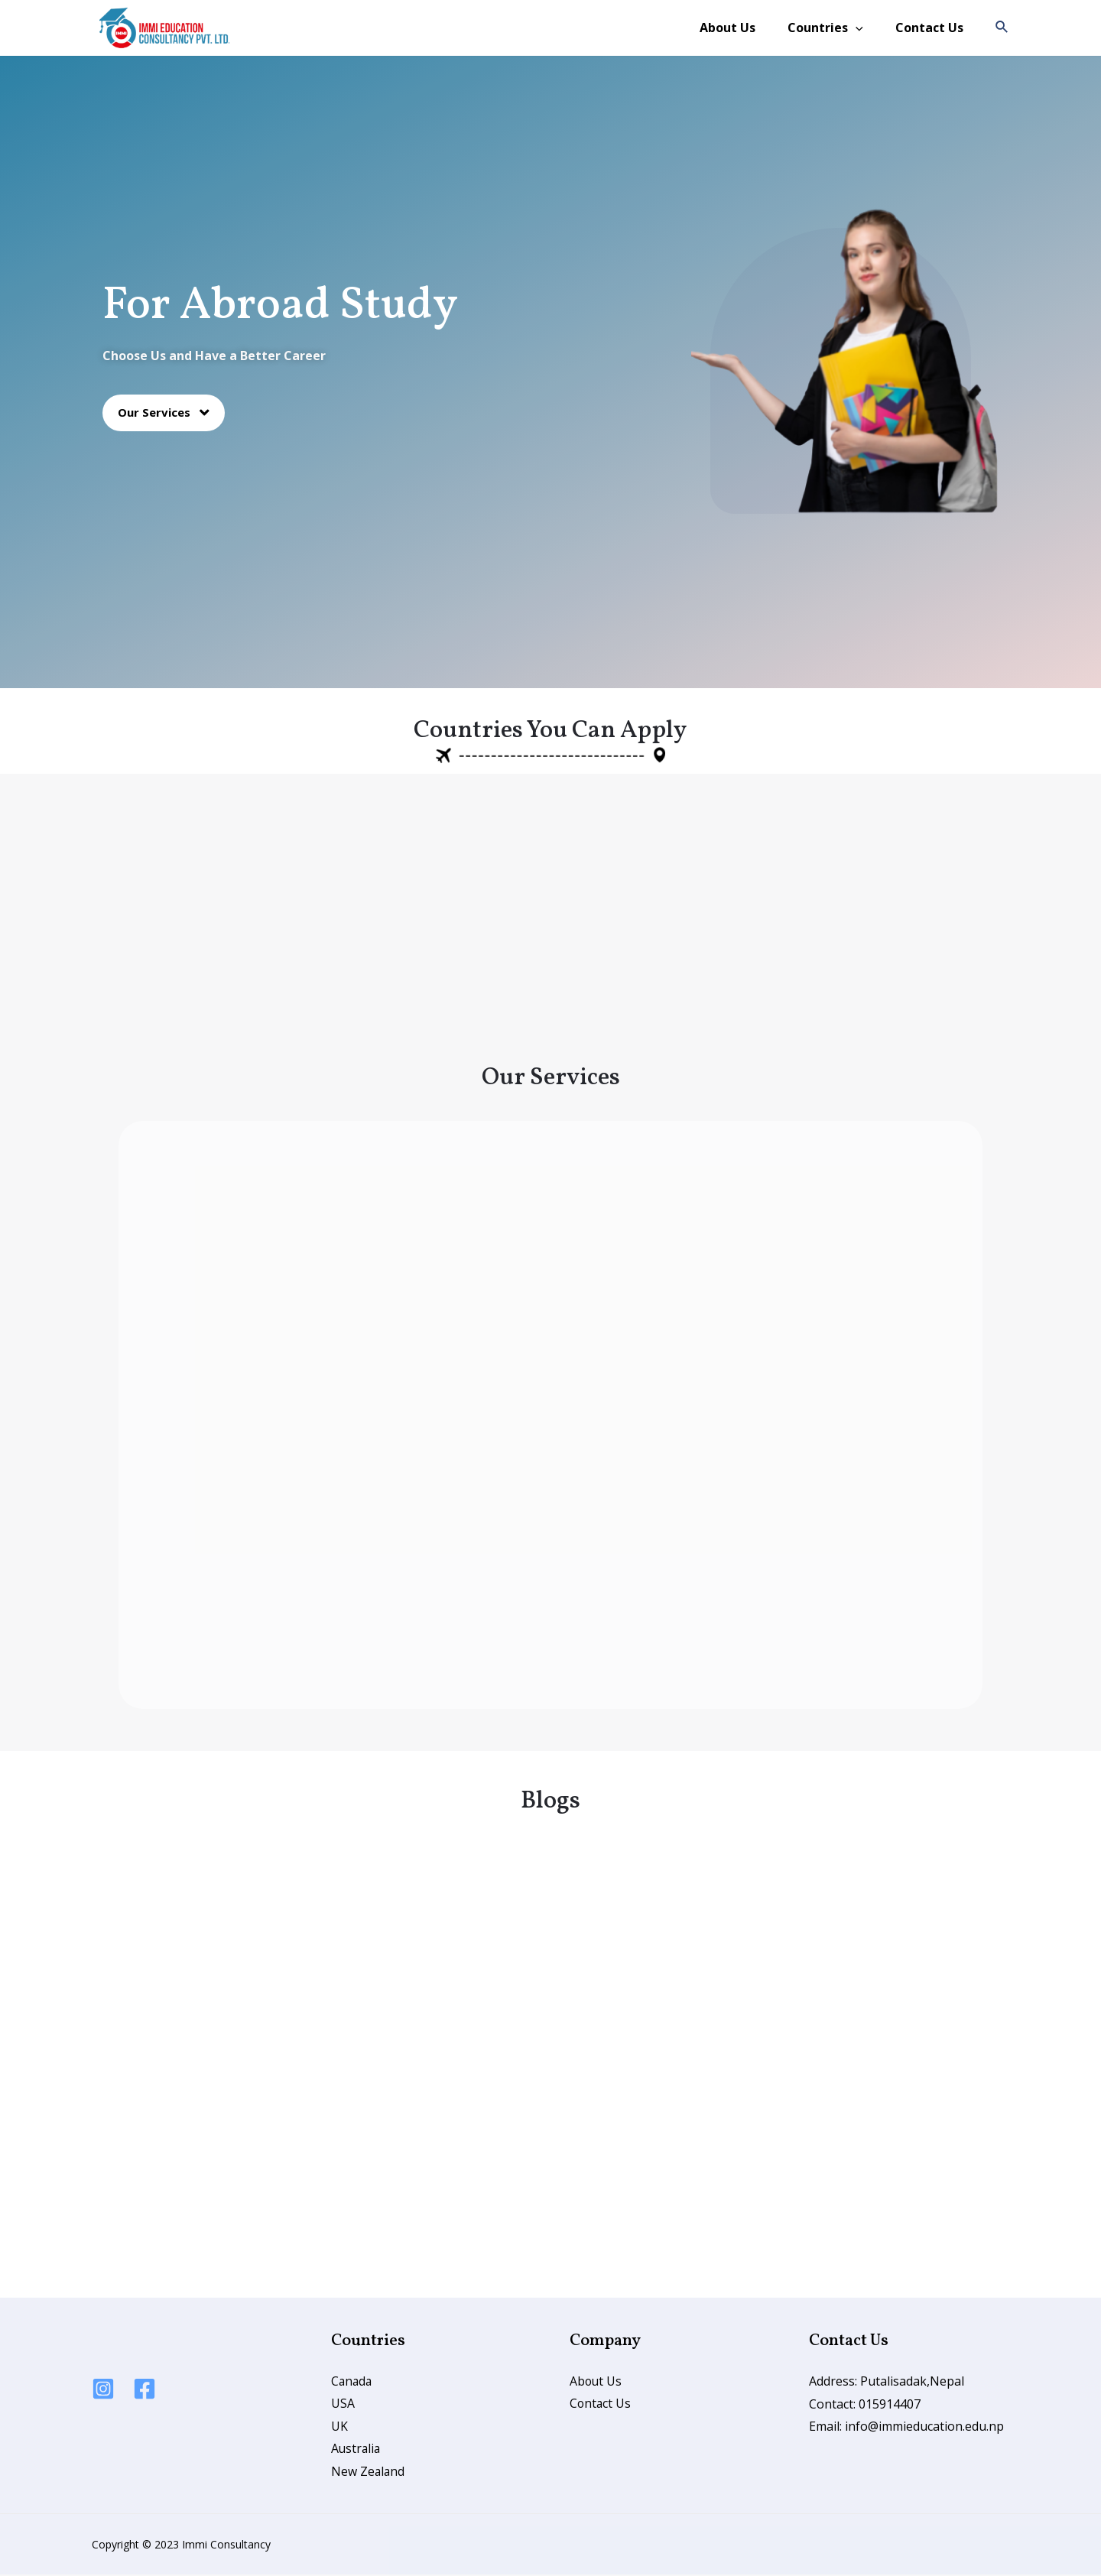 IMMI EDUCATION
CONSULTANCY PVT. LTD.
About Us
Countries
Contact Us
For Abroad Study
Choose Us and Have a Better Career
Our Services
Countries You Can Apply
Our Services
Blogs
Countries
Canada
USA
UK
Australia
New Zealand
Company
About Us
Contact Us
Contact Us
Address: Putalisadak,Nepal
Contact: 015914407
Email: info@immieducation.edu.np
Copyright © 2023 Immi Consultancy